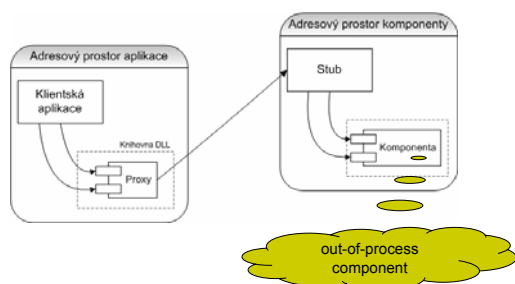 Adresový prostor aplikace
Klientská
aplikace
Knihovna DLL
Proxy
Adresový prostor komponenty
Stub
Komponenta
out-of-process
component